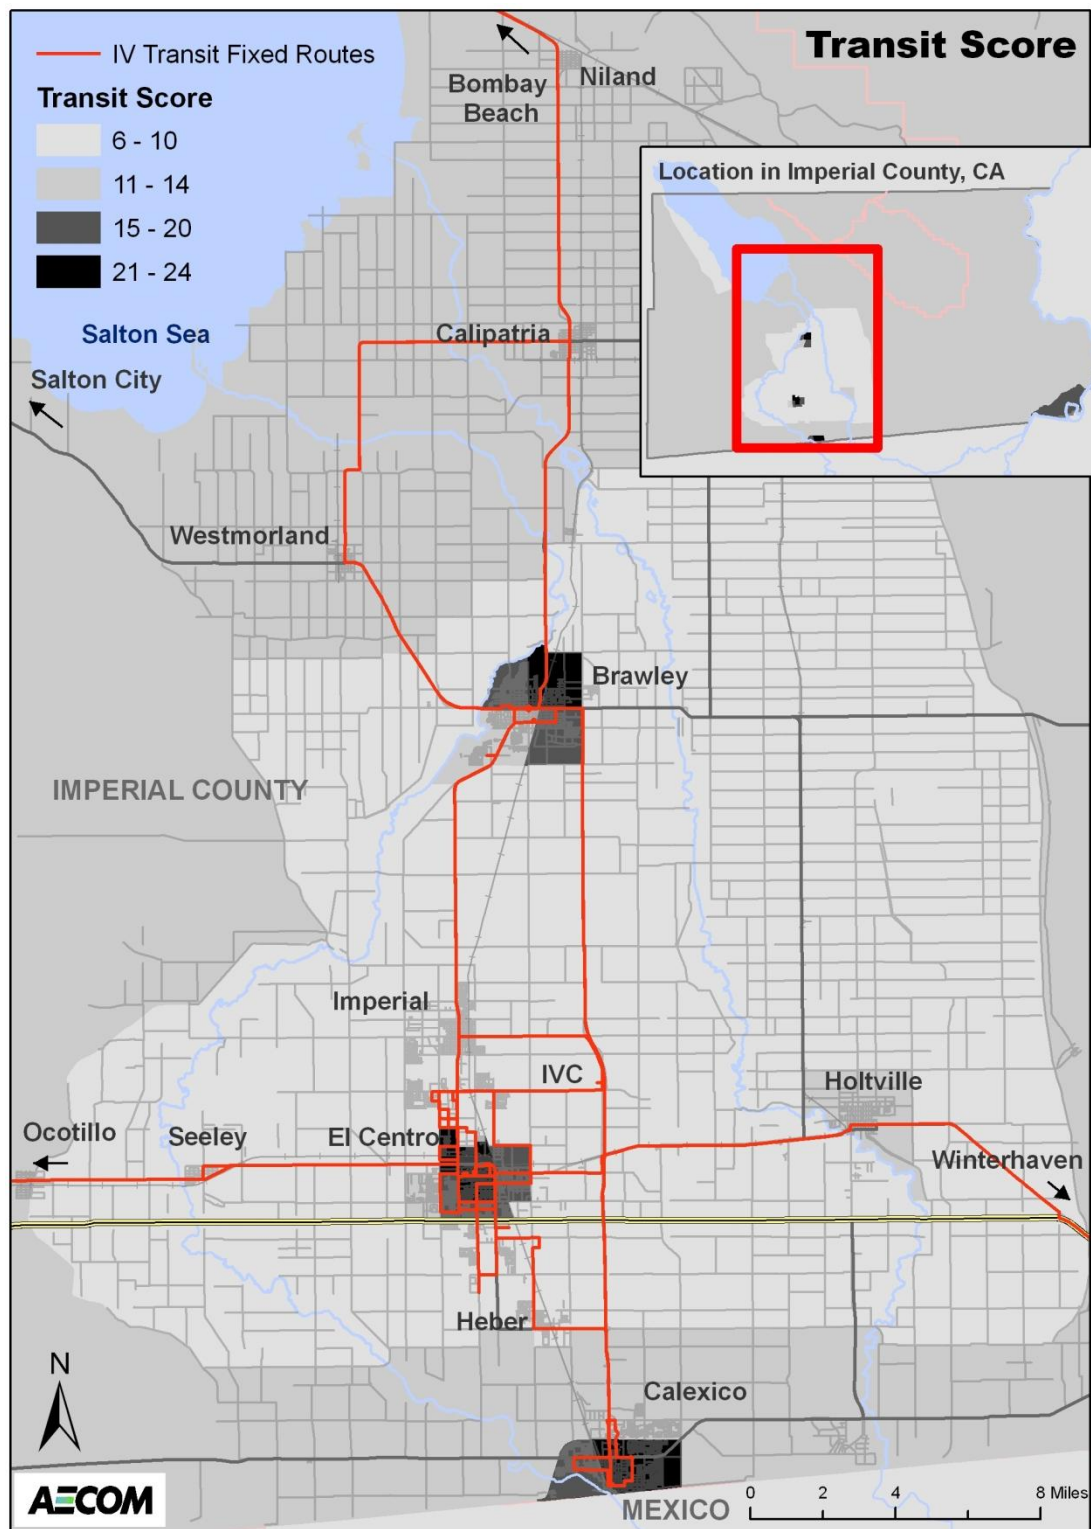 Transit Score
IV Transit Fixed Routes
Transit Score
6 - 10
11 - 14
15 - 20
21 - 24
Bombay
Beach
Niland
Location in Imperial County, CA
Salton Sea
Calipatria
Salton City
Westmorland
Brawley
IMPERIAL COUNTY
Imperial
IVC
Holtville
Ocotillo
Seeley
El Centro
Winterhaven
Heber
N
Calexico
AECOM
MEXICO
0 2 4 8 Miles